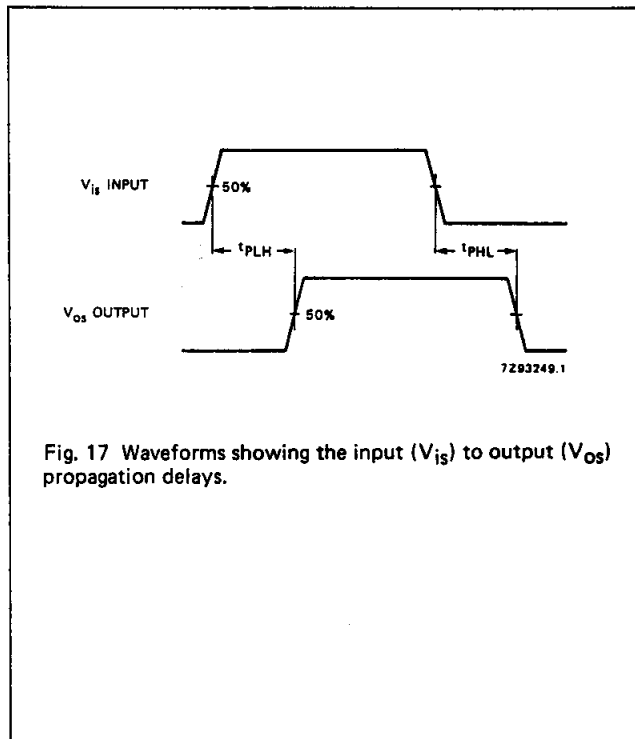 V_is INPUT
50%
t_PLH
t_PHL
V_os OUTPUT
50%
7293249.1
Fig. 17 Waveforms showing the input (V_is) to output (V_os)
propagation delays.